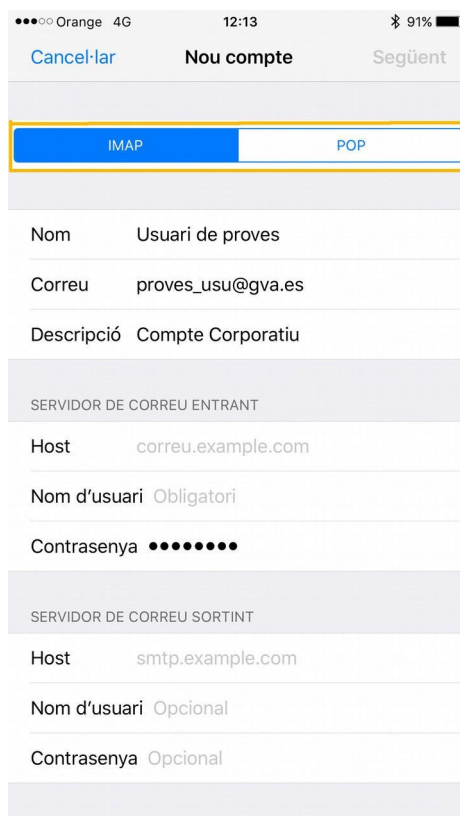 Orange 4G 12:13 91%
Cancel·lar Nou compte Següent
IMAP POP
Nom Usuari de proves
Correu proves_usu@gva.es
Descripció Compte Corporatiu
SERVIDOR DE CORREU ENTRANT
Host correu.example.com
Nom d'usuari Obligatori
Contrasenya ●●●●●●●●
SERVIDOR DE CORREU SORTINT
Host smtp.example.com
Nom d'usuari Opcional
Contrasenya Opcional